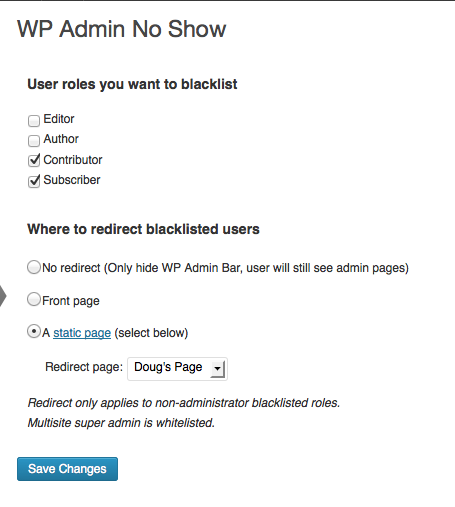 WP Admin No Show
User roles you want to blacklist
Editor
Author
Contributor
Subscriber
Where to redirect blacklisted users
No redirect (Only hide WP Admin Bar, user will still see admin pages)
Front page
A static page (select below)
Redirect page: Doug's Page
Redirect only applies to non-administrator blacklisted roles.
Multisite super admin is whitelisted.
Save Changes